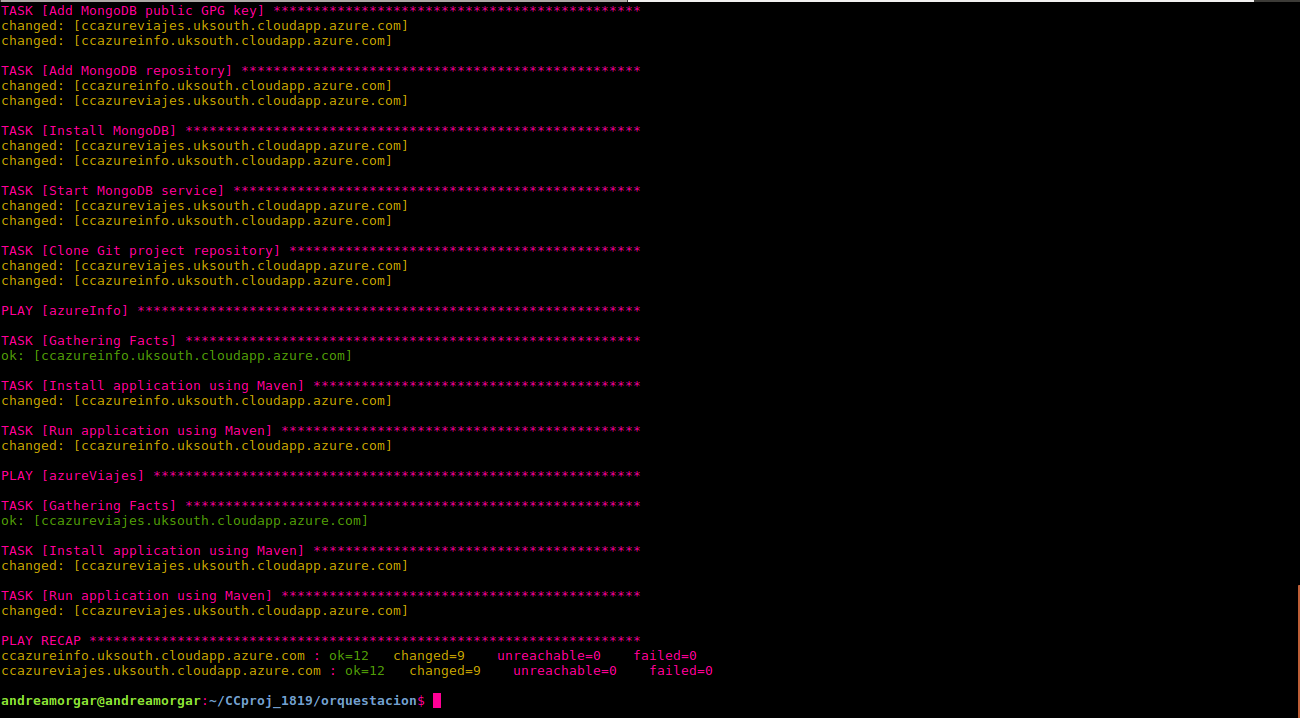 TASK [Add MongoDB public GPG key] **********************************************
changed: [ccazureviajes.uksouth.cloudapp.azure.com]
changed: [ccazureinfo.uksouth.cloudapp.azure.com]
TASK [Add MongoDB repository] **************************************************
changed: [ccazureinfo.uksouth.cloudapp.azure.com]
changed: [ccazureviajes.uksouth.cloudapp.azure.com]
TASK [Install MongoDB] *********************************************************
changed: [ccazureviajes.uksouth.cloudapp.azure.com]
changed: [ccazureinfo.uksouth.cloudapp.azure.com]
TASK [Start MongoDB service] ***************************************************
changed: [ccazureviajes.uksouth.cloudapp.azure.com]
changed: [ccazureinfo.uksouth.cloudapp.azure.com]
TASK [Clone Git project repository] ********************************************
changed: [ccazureviajes.uksouth.cloudapp.azure.com]
changed: [ccazureinfo.uksouth.cloudapp.azure.com]
PLAY [azureInfo] ***************************************************************
TASK [Gathering Facts] *********************************************************
ok: [ccazureinfo.uksouth.cloudapp.azure.com]
TASK [Install application using Maven] *****************************************
changed: [ccazureinfo.uksouth.cloudapp.azure.com]
TASK [Run application using Maven] *********************************************
changed: [ccazureinfo.uksouth.cloudapp.azure.com]
PLAY [azureViajes] *************************************************************
TASK [Gathering Facts] *********************************************************
ok: [ccazureviajes.uksouth.cloudapp.azure.com]
TASK [Install application using Maven] *****************************************
changed: [ccazureviajes.uksouth.cloudapp.azure.com]
TASK [Run application using Maven] *********************************************
changed: [ccazureviajes.uksouth.cloudapp.azure.com]
PLAY RECAP *********************************************************************
ccazureinfo.uksouth.cloudapp.azure.com : ok=12   changed=9    unreachable=0    failed=0
ccazureviajes.uksouth.cloudapp.azure.com : ok=12   changed=9    unreachable=0    failed=0
andreamorgar@andreamorgar:~/CCproj_1819/orquestacion$